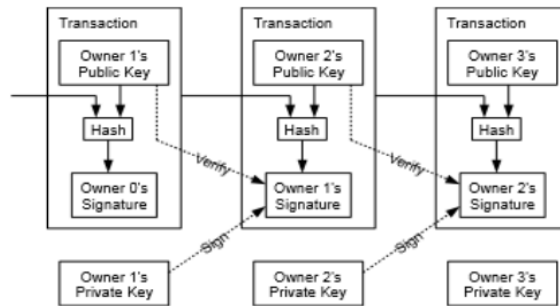 Transaction
Transaction
Transaction
Owner 1's
Public Key
Owner 2's
Public Key
Owner 3's
Public Key
Hash
Hash
Hash
Verify
Verify
Owner 0's
Signature
Owner 1's
Signature
Owner 2's
Signature
Sign
Sign
Owner 1's
Private Key
Owner 2's
Private Key
Owner 3's
Private Key